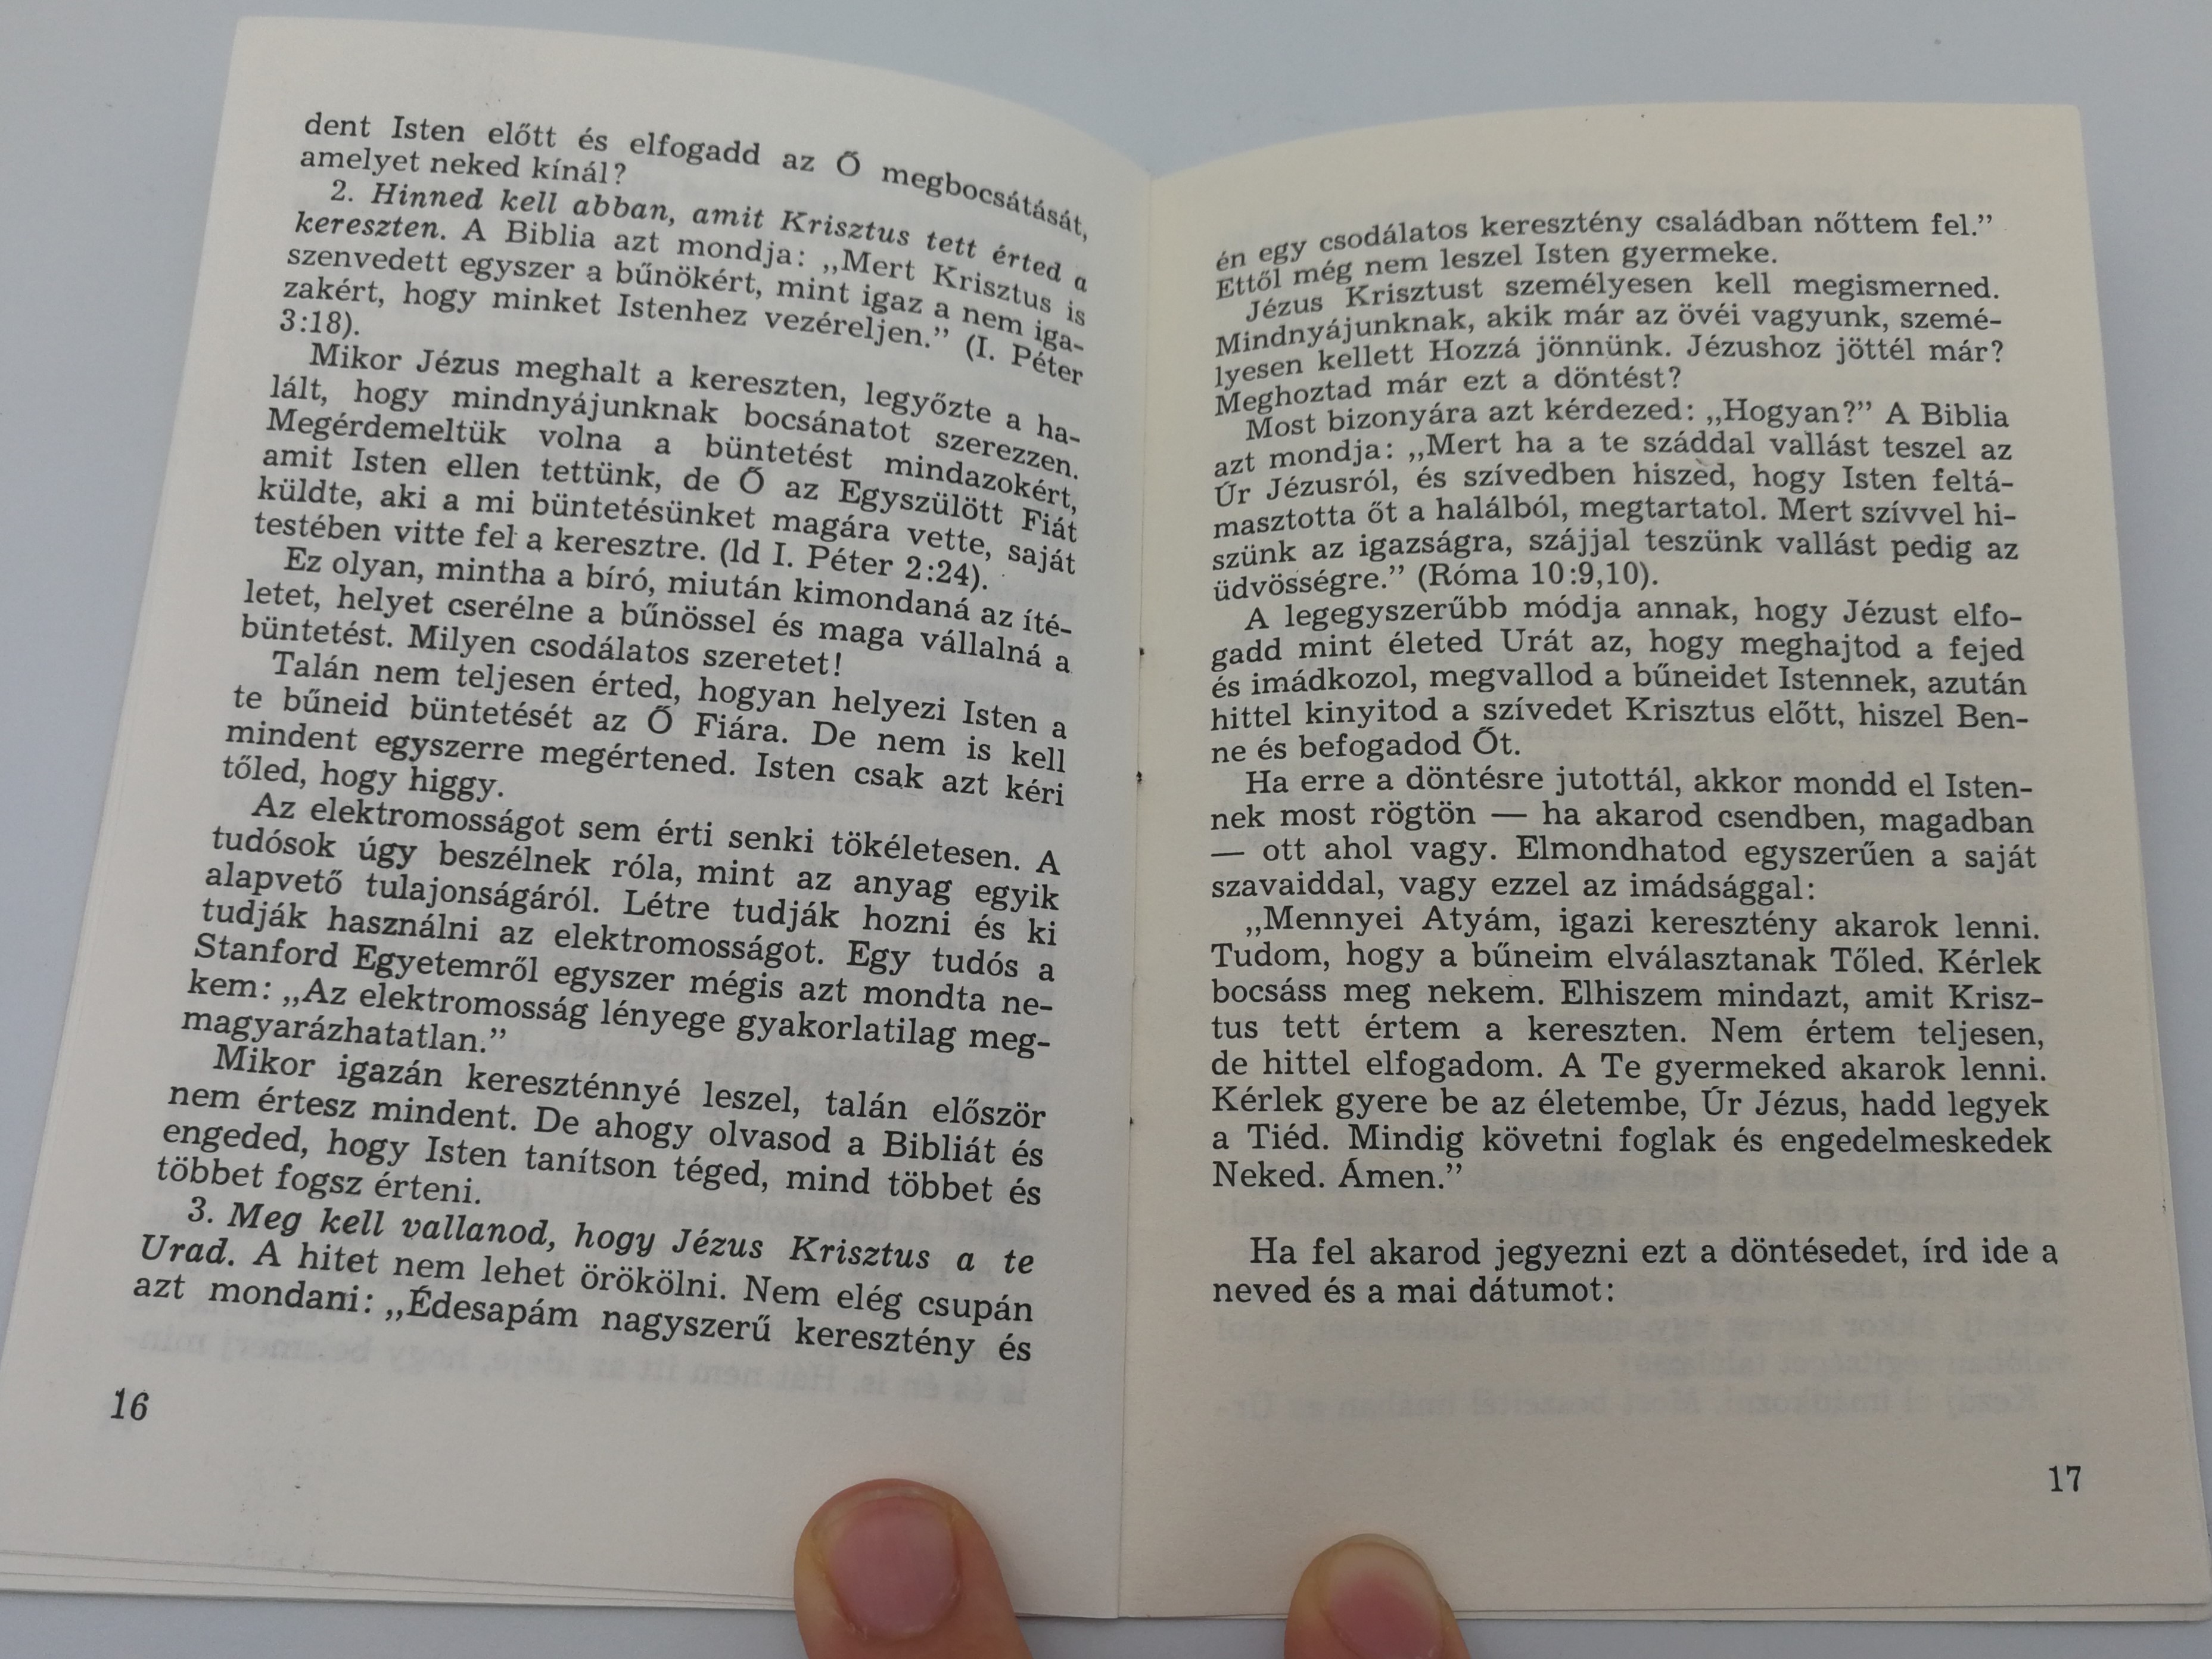 dent Isten előtt és elfogadd az Ő megbocsátását,
amelyet neked kínál?
2. Hinned kell abban, amit Krisztus tett érted a
kereszten. A Biblia azt mondja: „Mert Krisztus is
szenvedett egyszer a bűnökért, mint igaz a nem iga-
zakért, hogy minket Istenhez vezéreljen.” (I. Péter
3:18).
Mikor Jézus meghalt a kereszten, legyőzte a ha-
lált, hogy mindnyájunknak bocsánatot szerezzen.
Megérdemeltük volna a büntetést mindazokért,
amit Isten ellen tettünk, de Ő az Egyszülött Fiát
küldte, aki a mi büntetésünket magára vette, saját
testében vitte fel a keresztre. (ld I. Péter 2:24).
Ez olyan, mintha a bíró, miután kimondaná az íté-
letet, helyet cserélne a bűnössel és maga vállalná a
büntetést. Milyen csodálatos szeretet!
Talán nem teljesen érted, hogyan helyezi Isten a
te bűneid büntetését az Ő Fiára. De nem is kell
mindent egyszerre megértened. Isten csak azt kéri
tőled, hogy higgy.
Az elektromosságot sem érti senki tökéletesen. A
tudósok úgy beszélnek róla, mint az anyag egyik
alapvető tulajonságáról. Létre tudják hozni és ki
tudják használni az elektromosságot. Egy tudós a
Stanford Egyetemről egyszer mégis azt mondta ne-
kem: „Az elektromosság lényege gyakorlatilag meg-
magyarázhatatlan.”
Mikor igazán kereszténnyé leszel, talán először
nem értesz mindent. De ahogy olvasod a Bibliát és
engeded, hogy Isten tanítson téged, mind többet és
többet fogsz érteni.
3. Meg kell vallanod, hogy Jézus Krisztus a te
Urad. A hitet nem lehet örökölni. Nem elég csupán
azt mondani: „Édesapám nagyszerű keresztény és
16
én egy csodálatos keresztény családban nőttem fel.”
Ettől még nem leszel Isten gyermeke.
Jézus Krisztust személyesen kell megismerned.
Mindnyájunknak, akik már az övéi vagyunk, szemé-
lyesen kellett Hozzá jönnünk. Jézushoz jöttél már?
Meghoztad már ezt a döntést?
Most bizonyára azt kérdezed: „Hogyan?” A Biblia
azt mondja: „Mert ha a te száddal vallást teszel az
Úr Jézusról, és szívedben hiszed, hogy Isten feltá-
masztotta őt a halálból, megtartatol. Mert szívvel hi-
szünk az igazságra, szájjal teszünk vallást pedig az
üdvösségre.” (Róma 10:9,10).
A legegyszerűbb módja annak, hogy Jézust elfo-
gadd mint életed Urát az, hogy meghajtod a fejed
és imádkozol, megvallod a bűneidet Istennek, azután
hittel kinyitod a szívedet Krisztus előtt, hiszel Ben-
ne és befogadod Őt.
Ha erre a döntésre jutottál, akkor mondd el Isten-
nek most rögtön — ha akarod csendben, magadban
— ott ahol vagy. Elmondhatod egyszerűen a saját
szavaiddal, vagy ezzel az imádsággal:
„Mennyei Atyám, igazi keresztény akarok lenni.
Tudom, hogy a bűneim elválasztanak Tőled. Kérlek
bocsáss meg nekem. Elhiszem mindazt, amit Krisz-
tus tett értem a kereszten. Nem értem teljesen,
de hittel elfogadom. A Te gyermeked akarok lenni.
Kérlek gyere be az életembe, Úr Jézus, hadd legyek
a Tiéd. Mindig követni foglak és engedelmeskedek
Neked. Ámen.”
Ha fel akarod jegyezni ezt a döntésedet, írd ide a
neved és a mai dátumot:
17